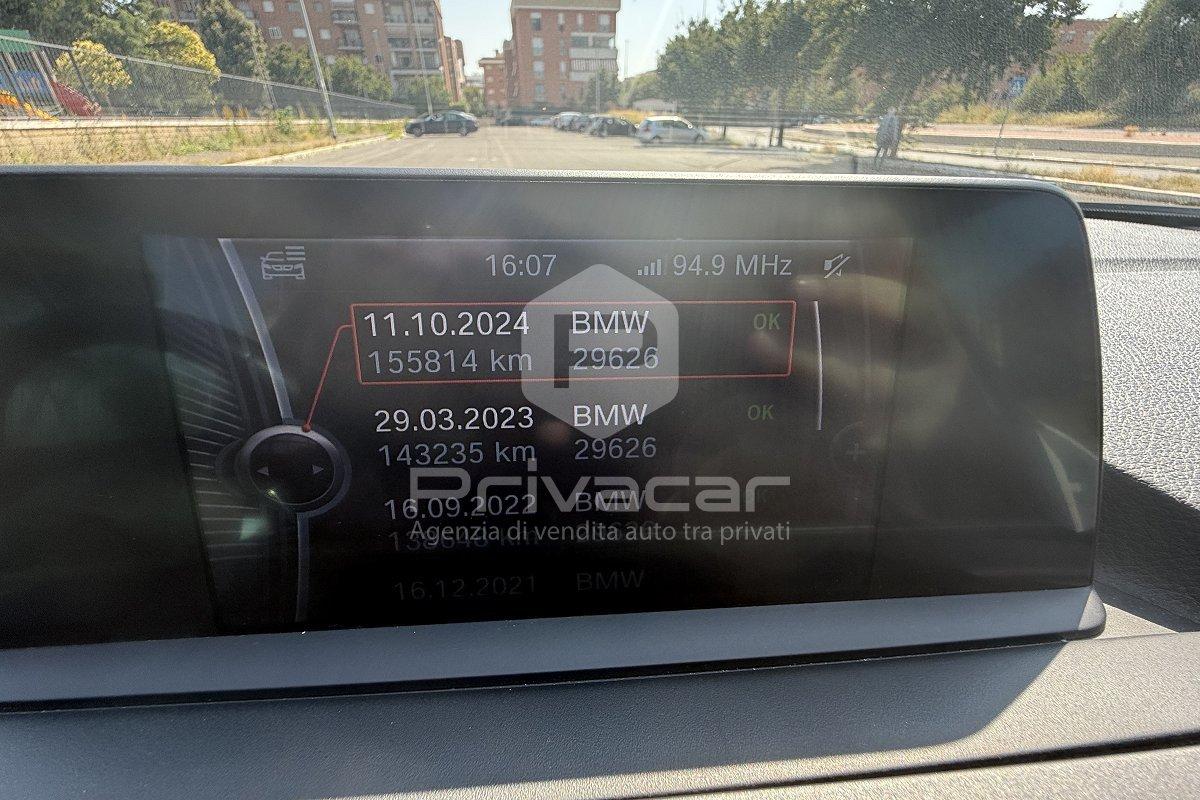 16:07 94.9 MHz
11.10.2024 BMW OK
155814 km 29626
29.03.2023 BMW OK
143235 km 29626
Privacar
16.09.2022 BMW
Agenzia di vendita auto tra privati
16.12.2021 BMW